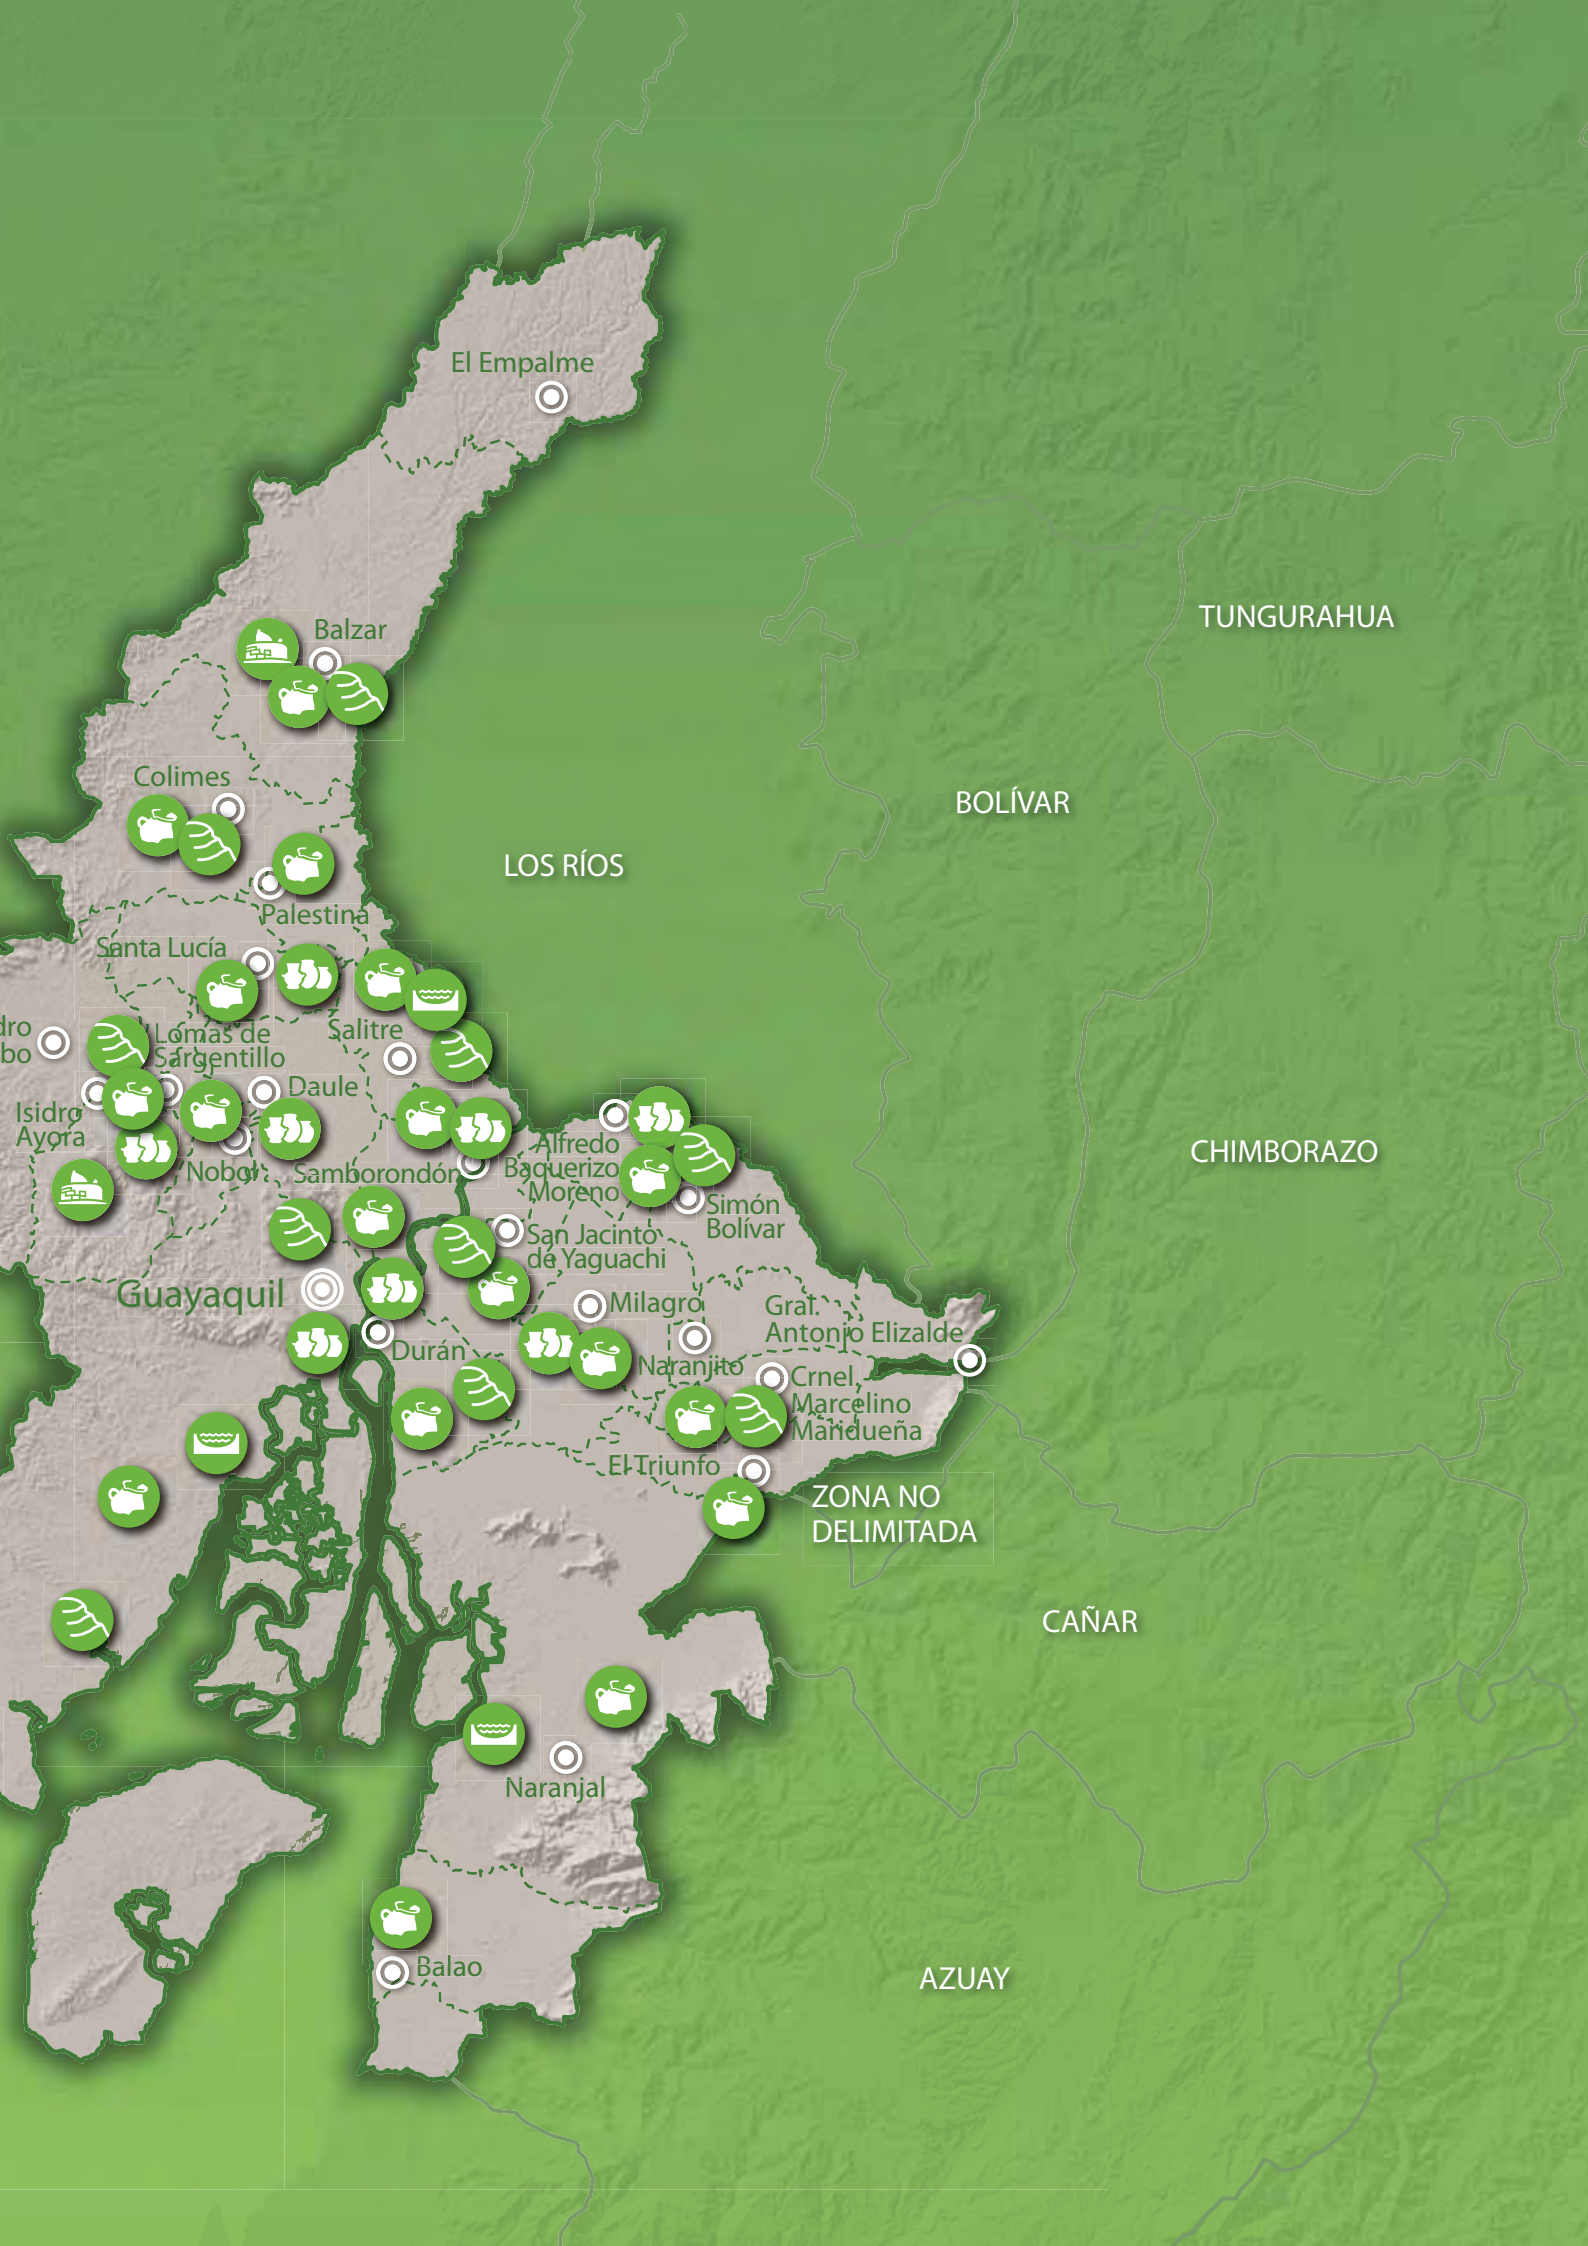 El Empalme
TUNGURAHUA
Balzar
Colimes
BOLÍVAR
LOS RÍOS
Palestina
Santa Lucía
dro
bo
Lomas de
Sargentillo
Salitre
Daule
Isidro
Ayora
Nobol
Samborondón
Alfredo
Baquerizo
Moreno
CHIMBORAZO
Simón
Bolívar
San Jacinto
de Yaguachi
Guayaquil
Milagro
Gral.
Antonio Elizalde
Durán
Naranjito
Crnel.
Marcelino
Maridueña
El Triunfo
ZONA NO
DELIMITADA
CAÑAR
Naranjal
Balao
AZUAY